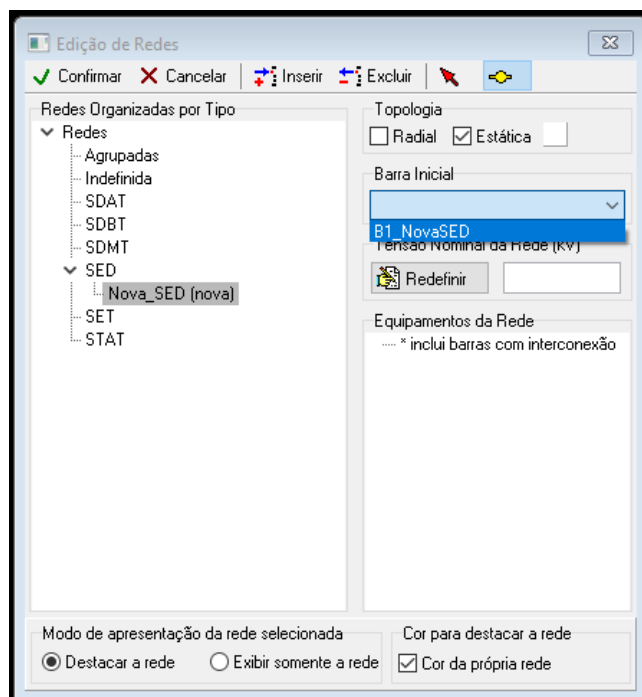 Edição de Redes
Confirmar Cancelar Inserir Excluir
Redes Organizadas por Tipo
Redes
Agrupadas
Indefinida
SDAT
SDBT
SDMT
SED
Nova_SED (nova)
SET
STAT
Topologia
Radial Estática
Barra Inicial
B1_NovaSED
Tensão Nominal da Rede (kV)
Redefinir
Equipamentos da Rede
* inclui barras com interconexão
Modo de apresentação da rede selecionada
Destacar a rede Exibir somente a rede
Cor para destacar a rede
Cor da própria rede